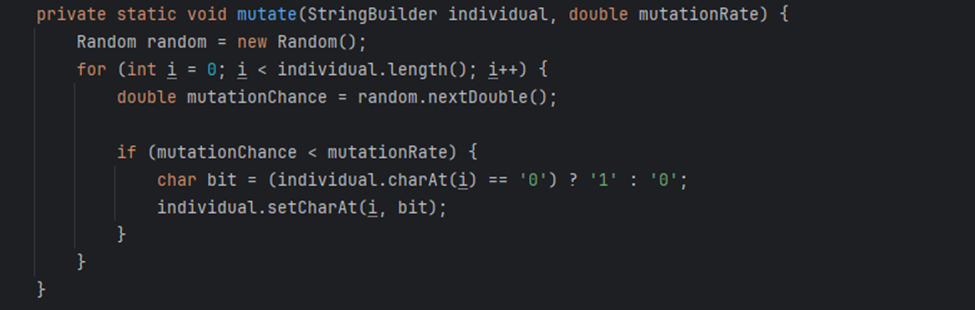 private static void mutate(StringBuilder individual, double mutationRate) {
    Random random = new Random();
    for (int i = 0; i < individual.length(); i++) {
        double mutationChance = random.nextDouble();

        if (mutationChance < mutationRate) {
            char bit = (individual.charAt(i) == '0') ? '1' : '0';
            individual.setCharAt(i, bit);
        }
    }
}